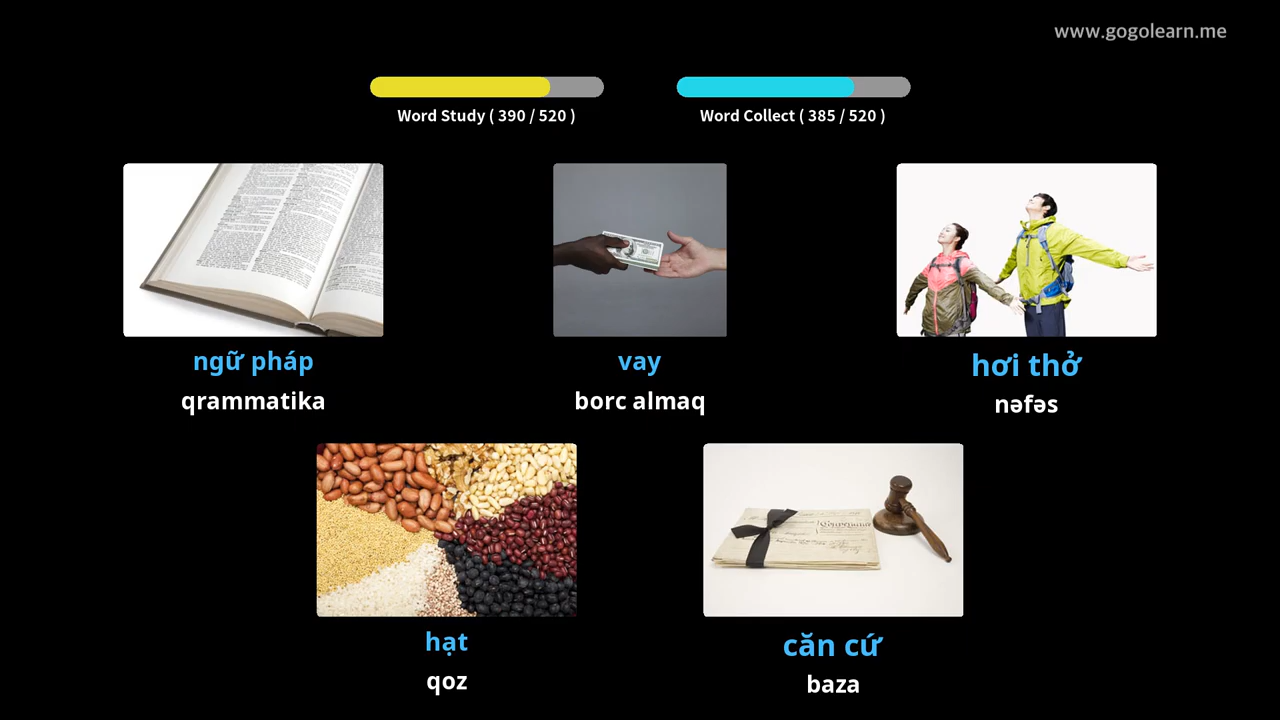 www.gogolearn.me
Word Study ( 390 / 520 )
Word Collect ( 385 / 520 )
ngữ pháp
qrammatika
vay
borc almaq
hơi thở
nəfəs
hạt
qoz
căn cứ
baza